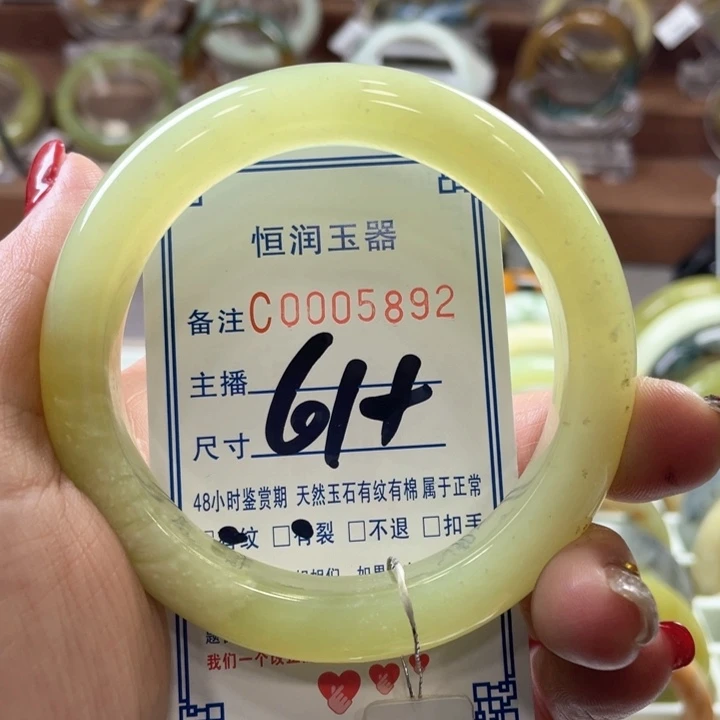 恒润玉器
备注C0005892
主播
尺寸 61+
48小时鉴赏期 天然玉石有纹有棉属于正常
纹 □有裂 □不退 □扣手
如果
我们一个